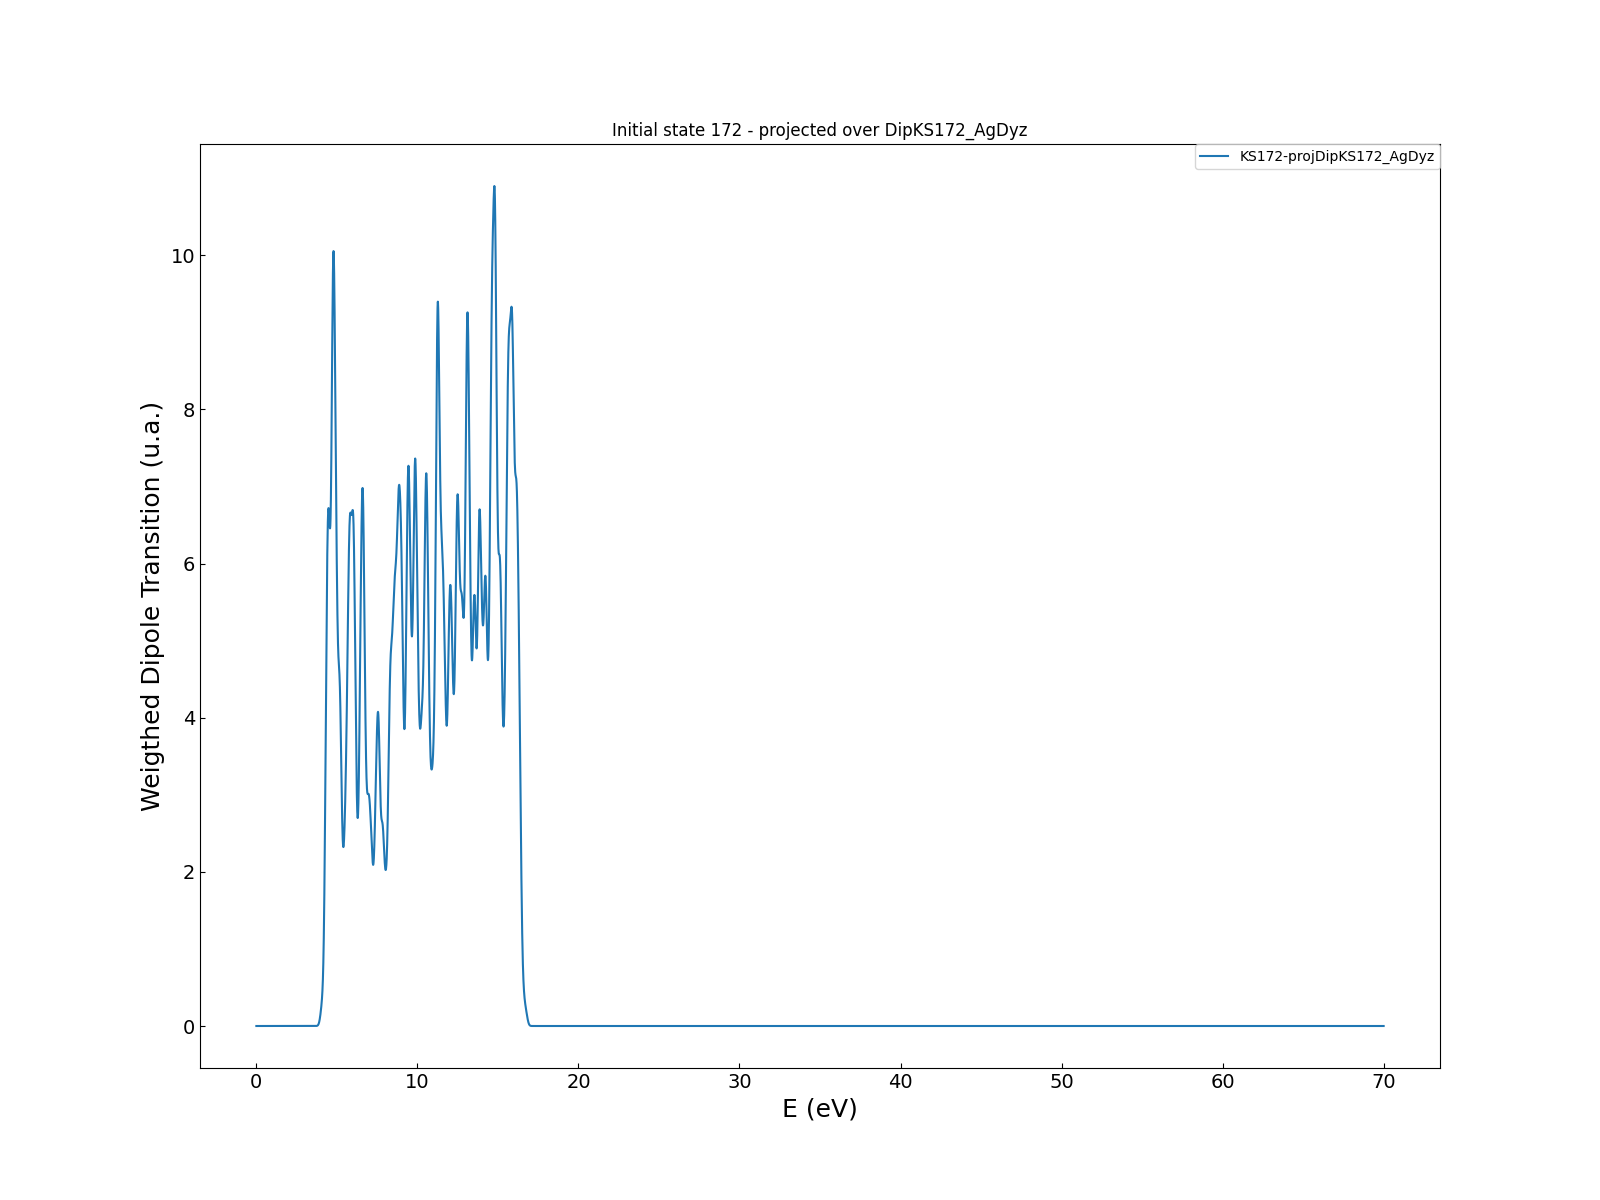 Initial state 172 - projected over DipKS172_AgDyz
KS172-projDipKS172_AgDyz
10
8
6
4
2
0
Weigthed Dipole Transition (u.a.)
0 10 20 30 40 50 60 70
E (eV)